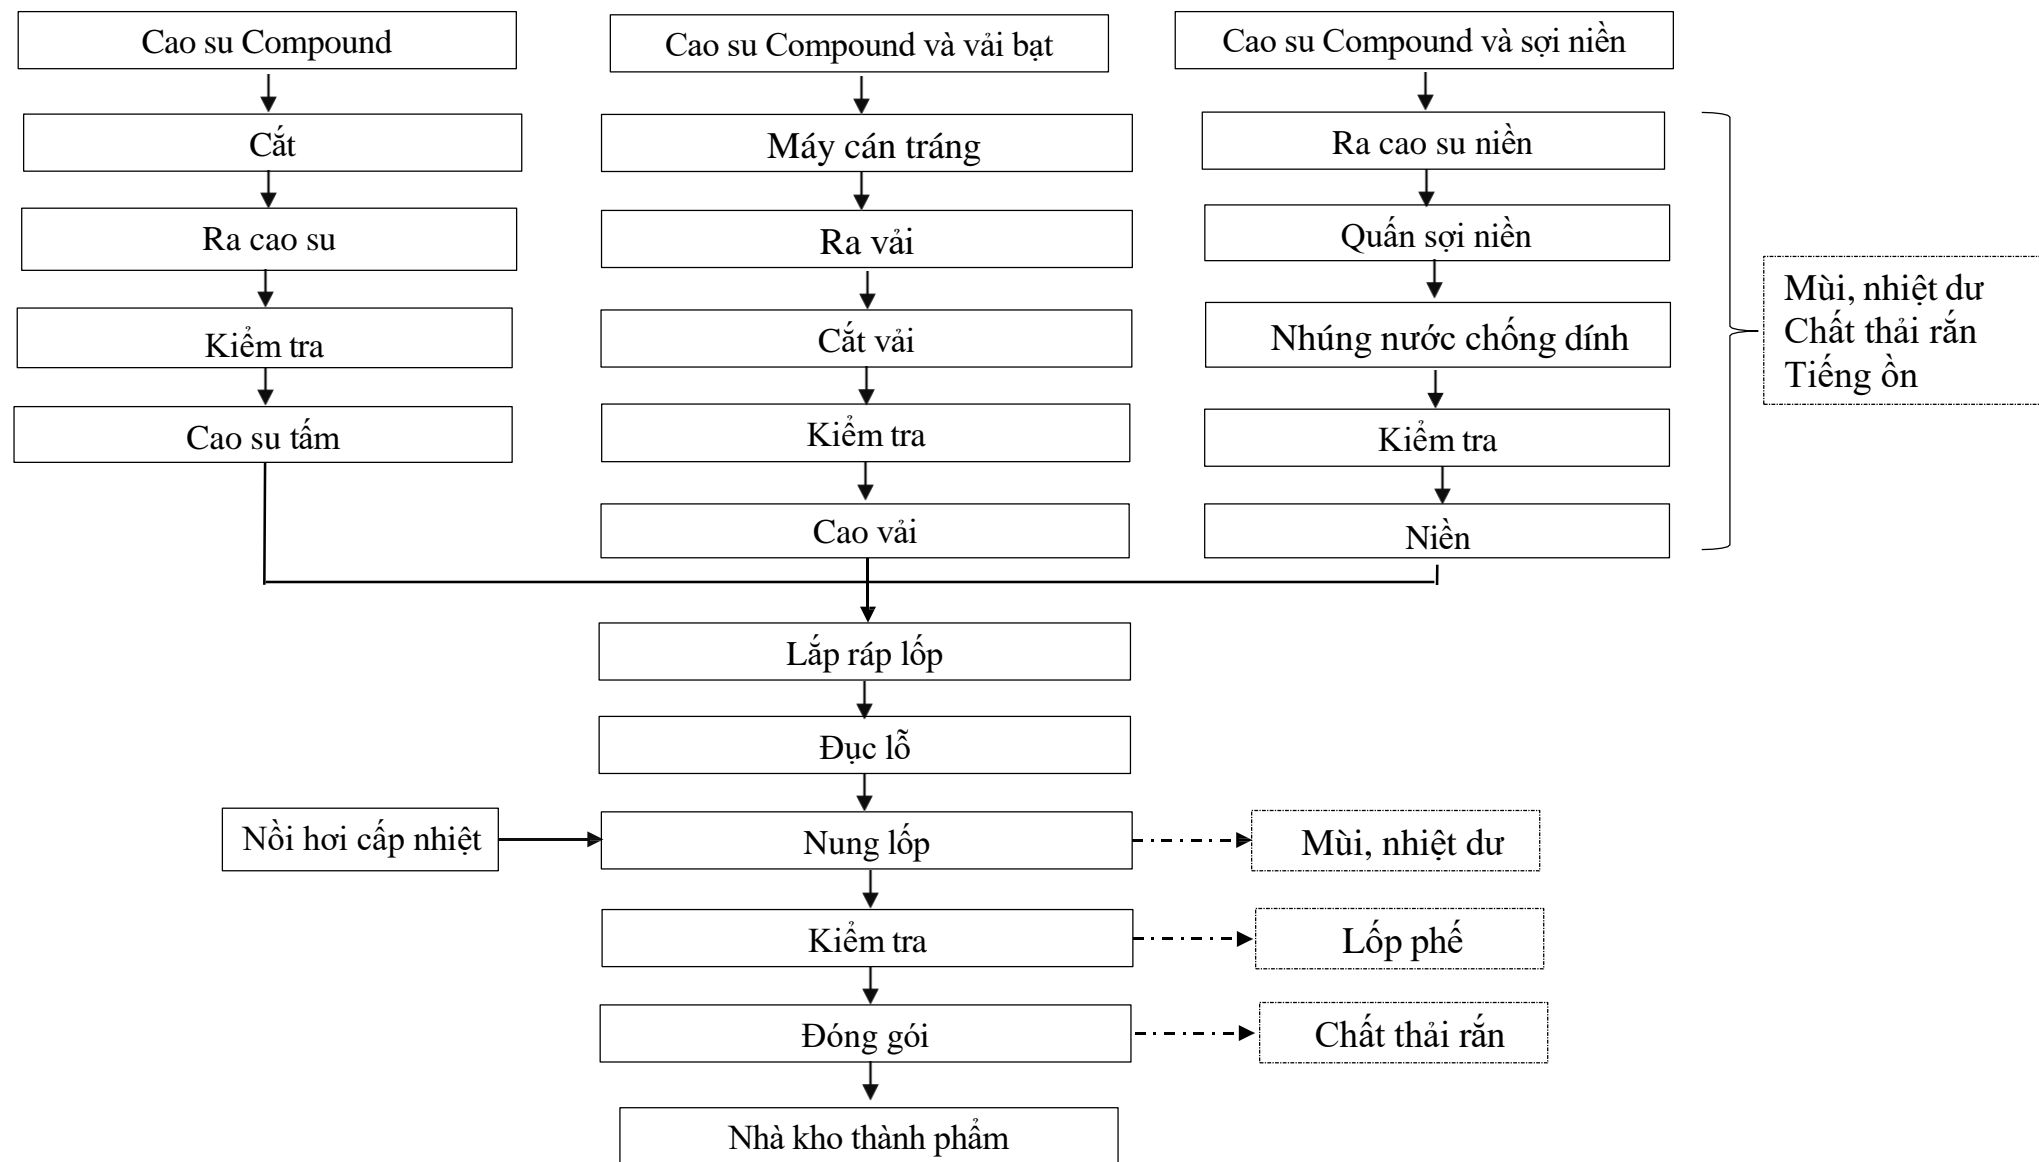 Cao su Compound
Cao su Compound và vải bạt
Cao su Compound và sợi niền
Cắt
Máy cán tráng
Ra cao su niền
Ra cao su
Ra vải
Quấn sợi niền
Kiểm tra
Cắt vải
Nhúng nước chống dính
Mùi, nhiệt dư
Chất thải rắn
Tiếng ồn
Cao su tấm
Kiểm tra
Kiểm tra
Cao vải
Niền
Lắp ráp lốp
Đục lỗ
Nồi hơi cấp nhiệt
Nung lốp
Mùi, nhiệt dư
Kiểm tra
Lốp phế
Đóng gói
Chất thải rắn
Nhà kho thành phẩm